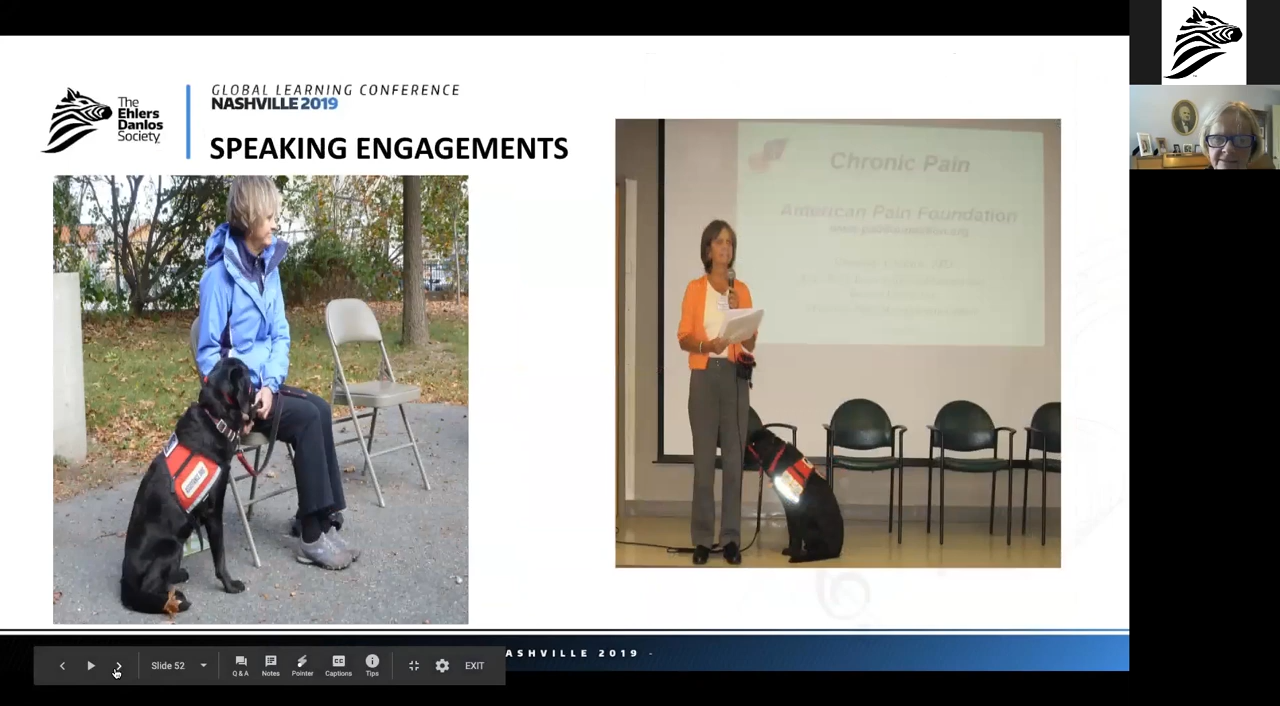 The
Ehlers
Danlos
Society
GLOBAL LEARNING CONFERENCE
NASHVILLE 2019
SPEAKING ENGAGEMENTS
Chronic Pain
American Pain Foundation
ASHVILLE 2019 -
Slide 52
Q & A
Notes
Pointer
Captions
Tips
EXIT